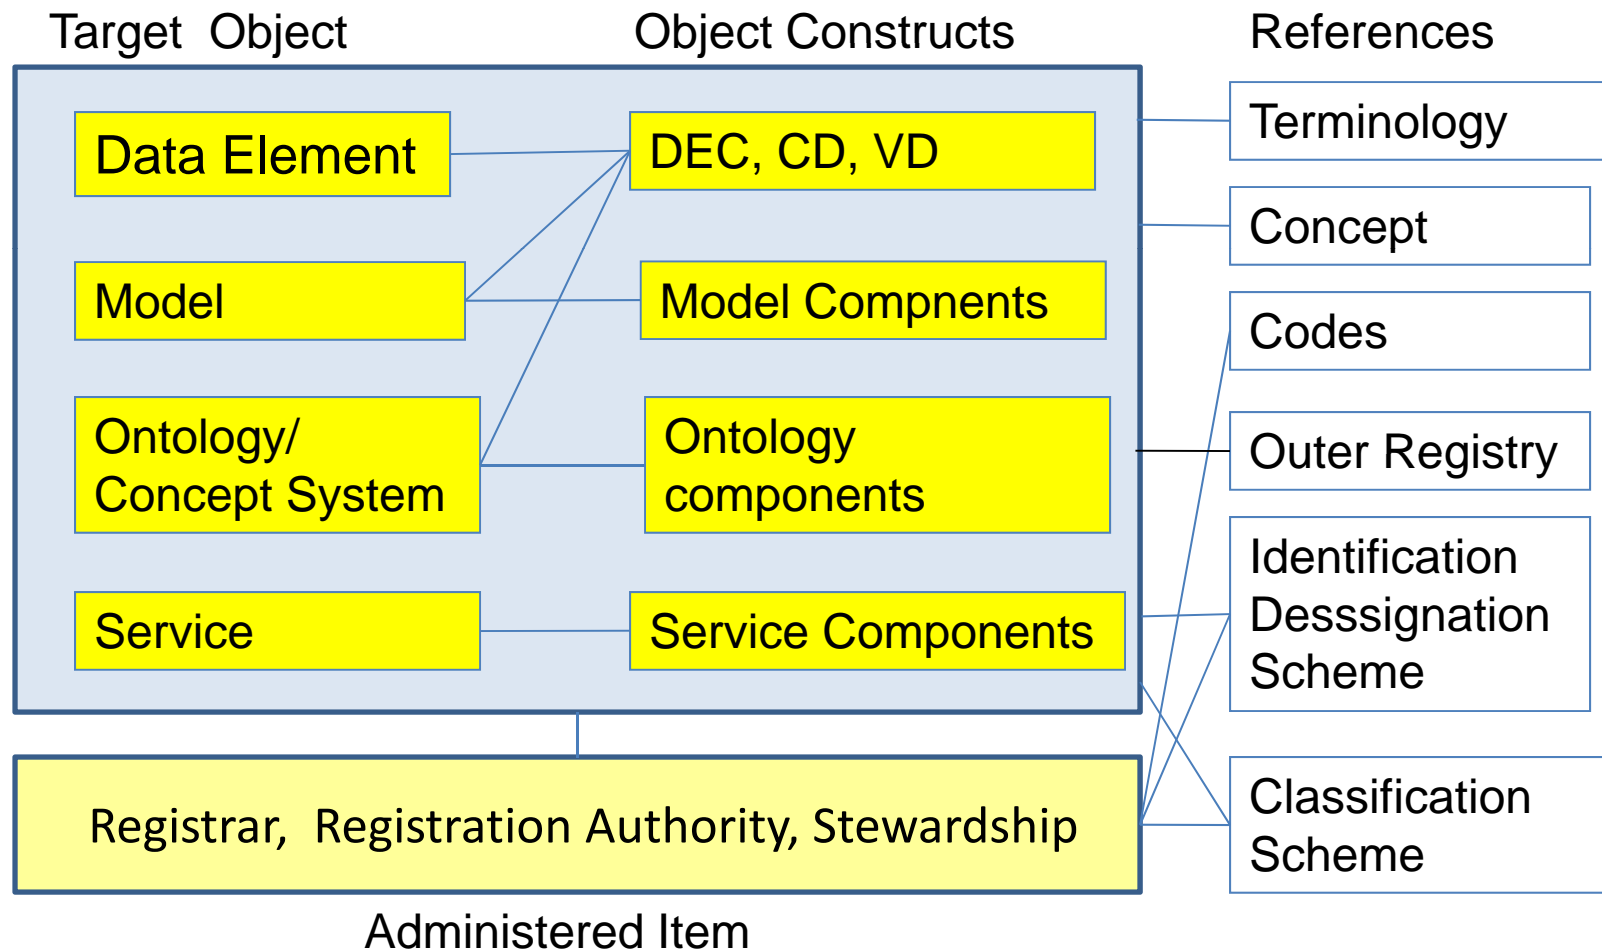 Target Object
Object Constructs
References
Data Element
DEC, CD, VD
Terminology
Concept
Model
Model Compnents
Codes
Ontology/
Concept System
Ontology
components
Outer Registry
Identification
Desssignation
Scheme
Service
Service Components
Registrar, Registration Authority, Stewardship
Classification
Scheme
Administered Item